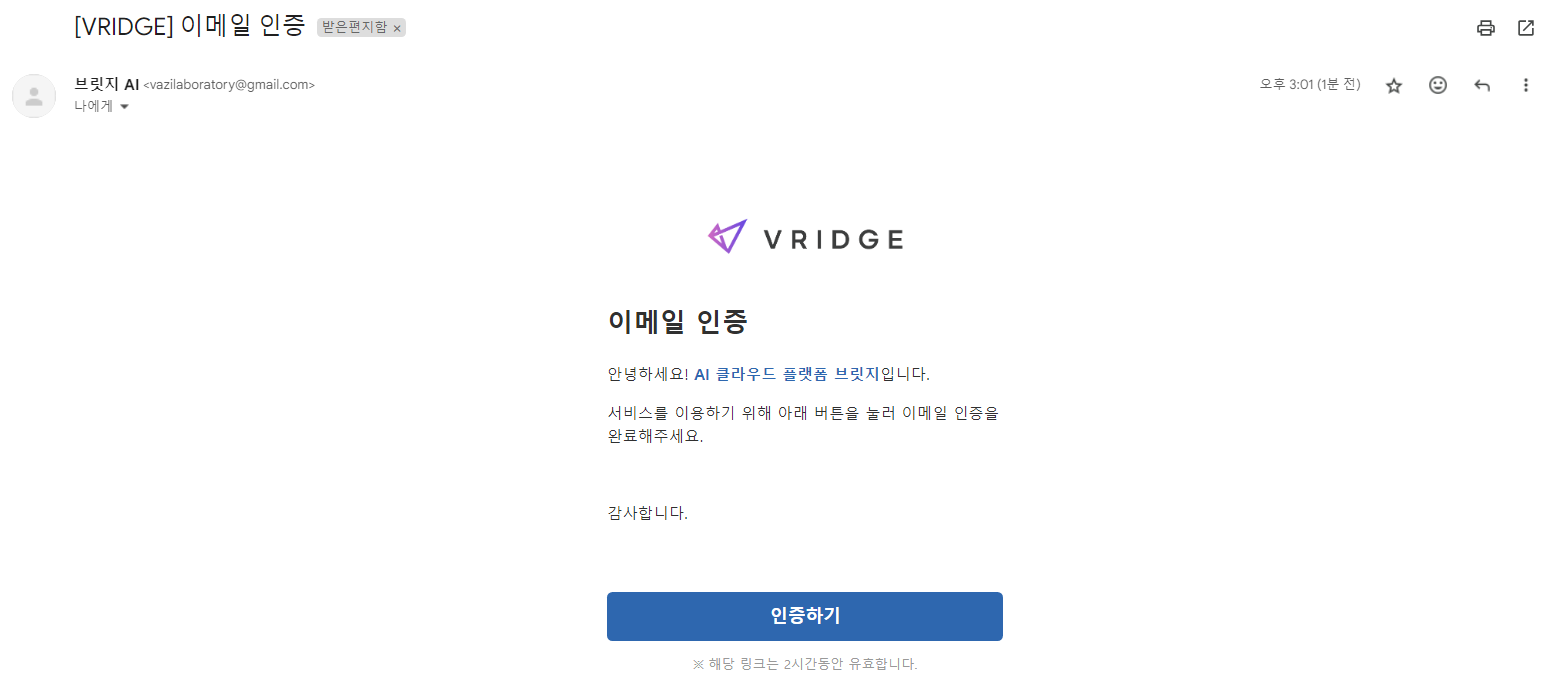 [VRIDGE] 이메일 인증 받은편지함 ×
브릿지 AI <vazilaboratory@gmail.com> 오후 3:01 (1분 전)
나에게
VRIDGE
이메일 인증
안녕하세요! AI 클라우드 플랫폼 브릿지입니다.
서비스를 이용하기 위해 아래 버튼을 눌러 이메일 인증을
완료해주세요.
감사합니다.
인증하기
※ 해당 링크는 2시간동안 유효합니다.